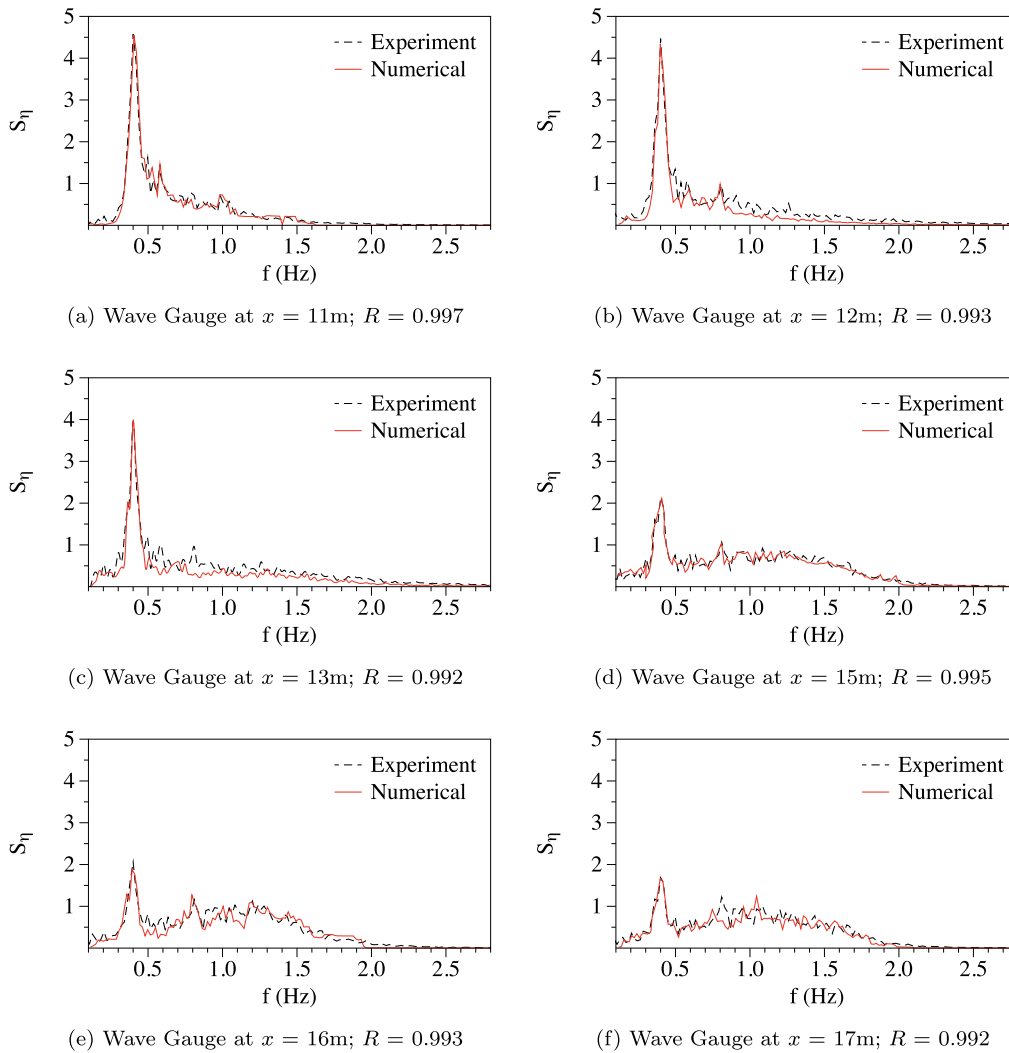 5
4
3
2
1
Sη
Experiment
Numerical
0.5 1.0 1.5 2.0 2.5
f (Hz)
(a) Wave Gauge at x = 11m; R = 0.997
5
4
3
2
1
Sη
Experiment
Numerical
0.5 1.0 1.5 2.0 2.5
f (Hz)
(b) Wave Gauge at x = 12m; R = 0.993
5
4
3
2
1
Sη
Experiment
Numerical
0.5 1.0 1.5 2.0 2.5
f (Hz)
(c) Wave Gauge at x = 13m; R = 0.992
5
4
3
2
1
Sη
Experiment
Numerical
0.5 1.0 1.5 2.0 2.5
f (Hz)
(d) Wave Gauge at x = 15m; R = 0.995
5
4
3
2
1
Sη
Experiment
Numerical
0.5 1.0 1.5 2.0 2.5
f (Hz)
(e) Wave Gauge at x = 16m; R = 0.993
5
4
3
2
1
Sη
Experiment
Numerical
0.5 1.0 1.5 2.0 2.5
f (Hz)
(f) Wave Gauge at x = 17m; R = 0.992